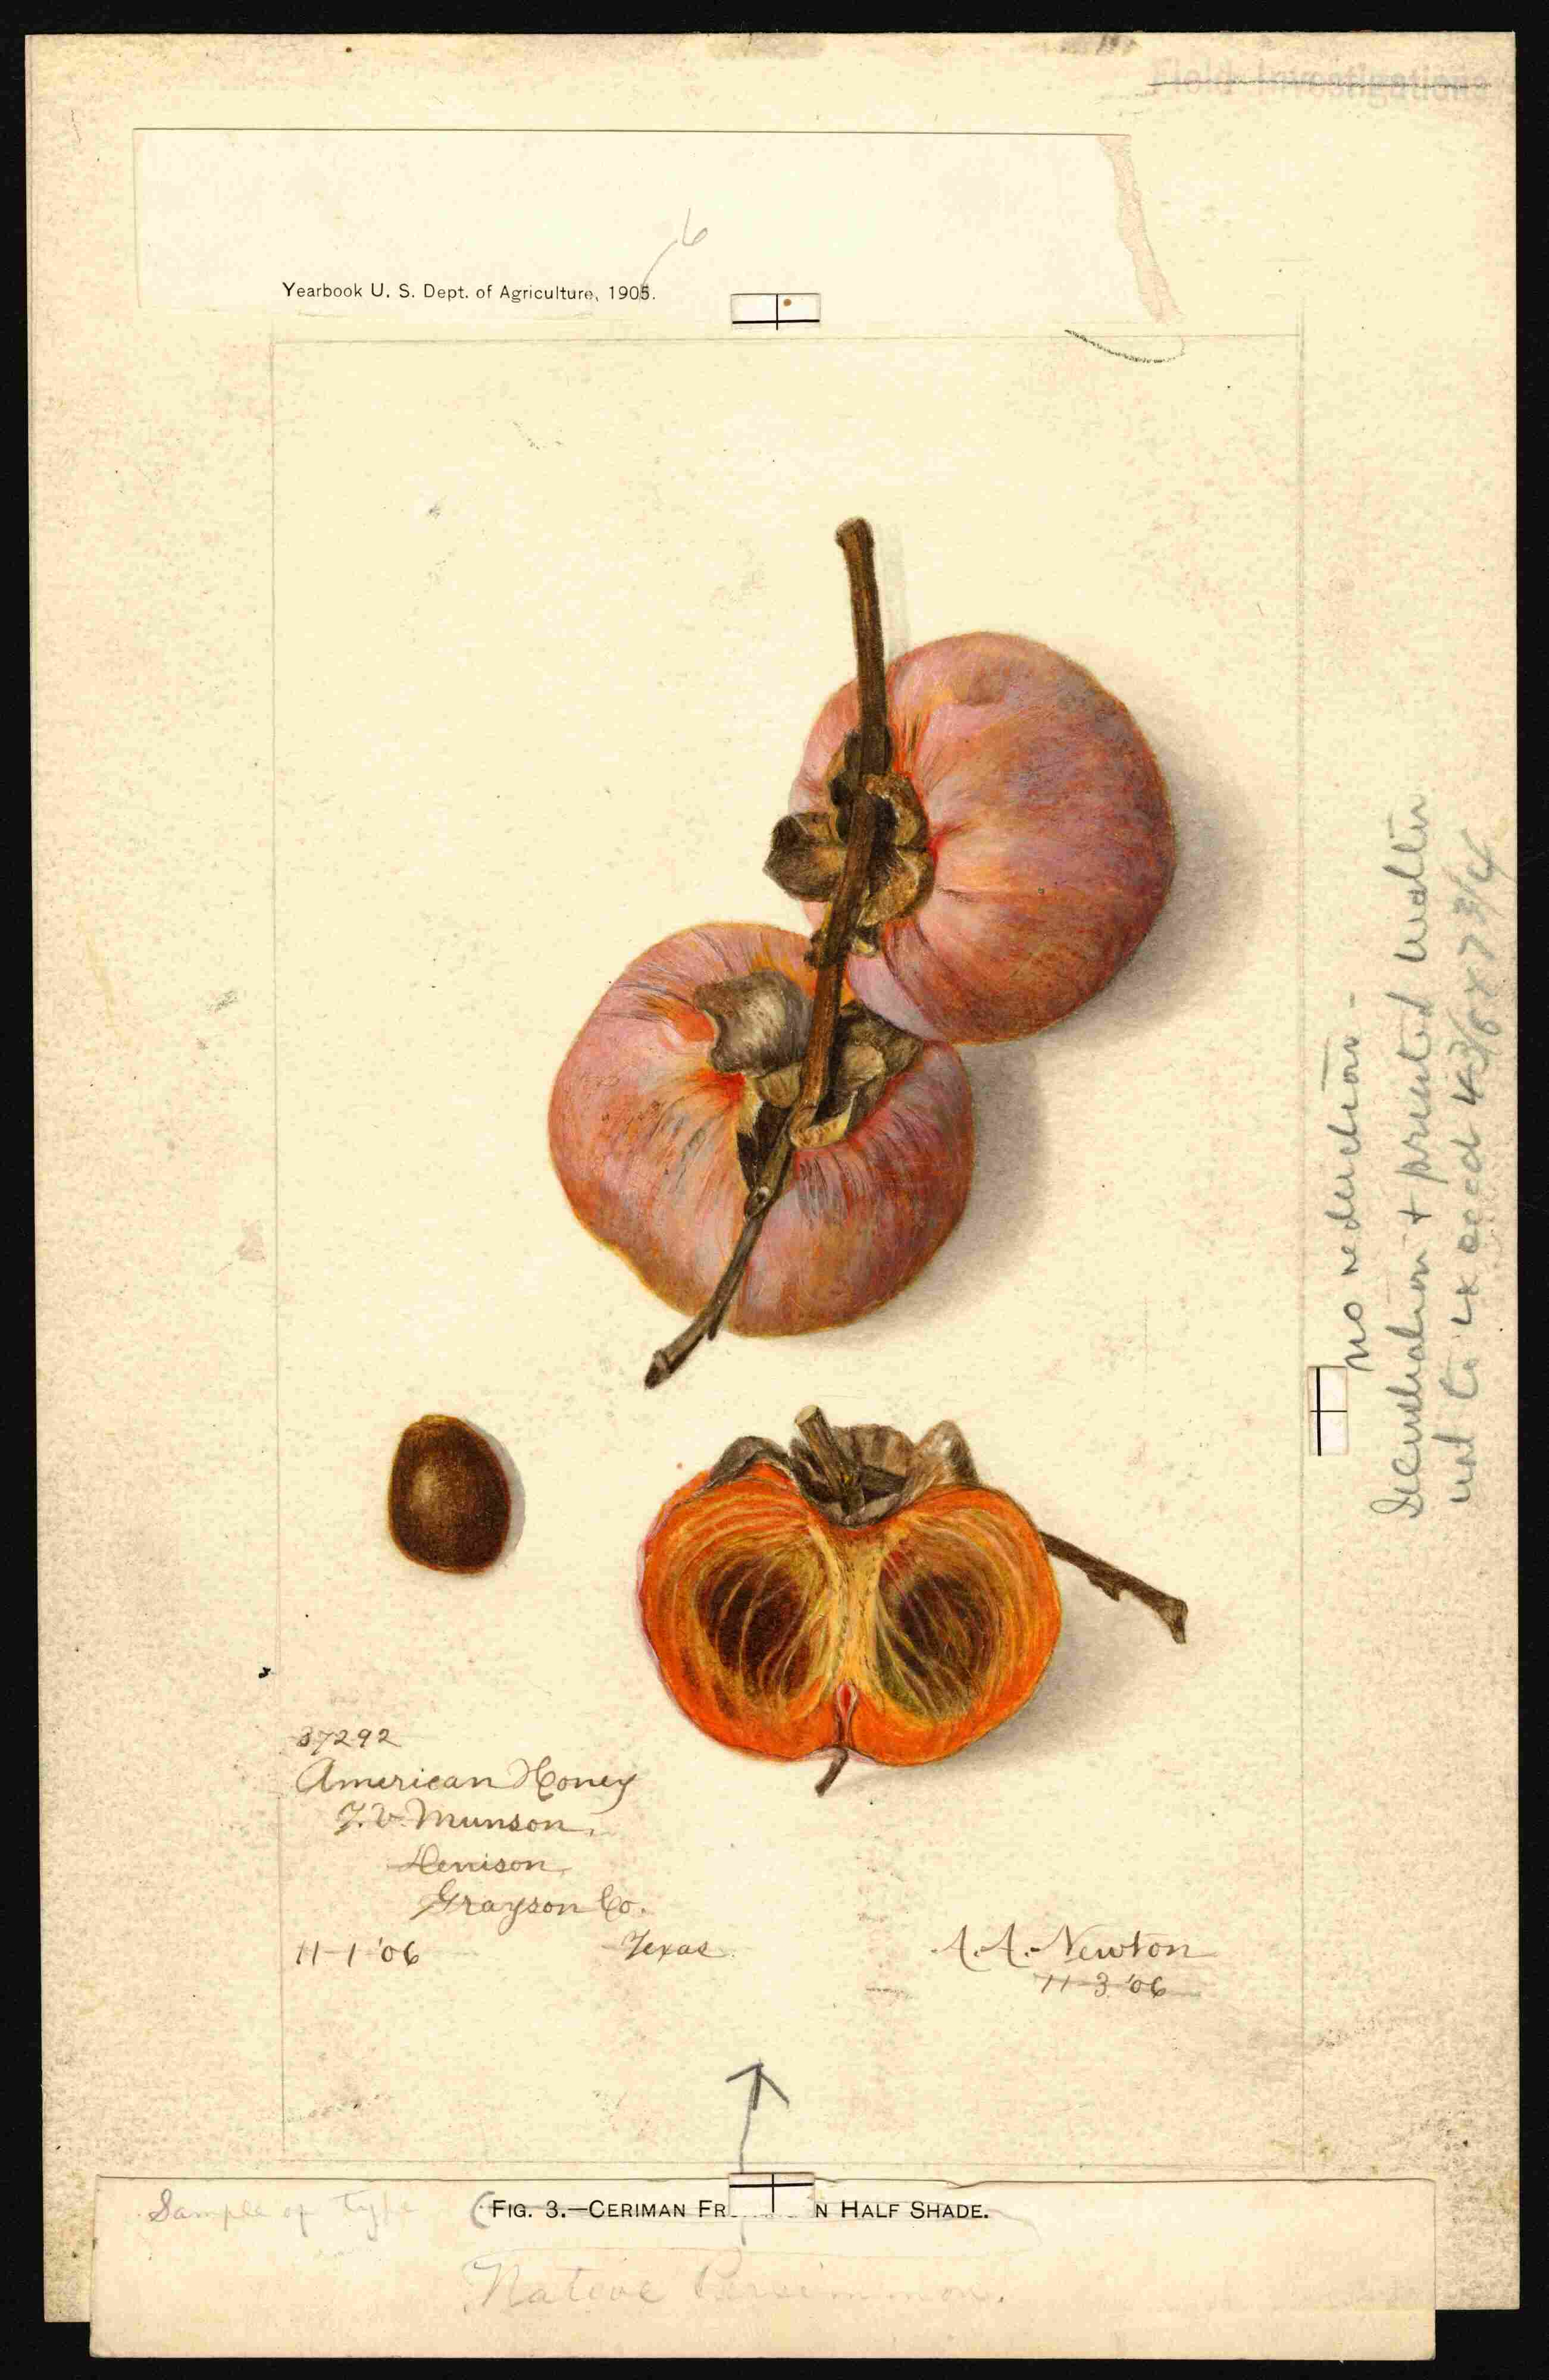 Field Investigations
6
Yearbook U. S. Dept. of Agriculture, 1905.
no reduction -
Illustration + printed matter
not to exceed 4 3/8 x 7 3/4
37292
American Honey
T. V. Munson,
Denison,
Grayson Co.
11-1 '06 Texas.
A. A. Newton
11-3 '06
Sample of type
(FIG. 3.—CERIMAN FR N HALF SHADE.
Native Persimmon.